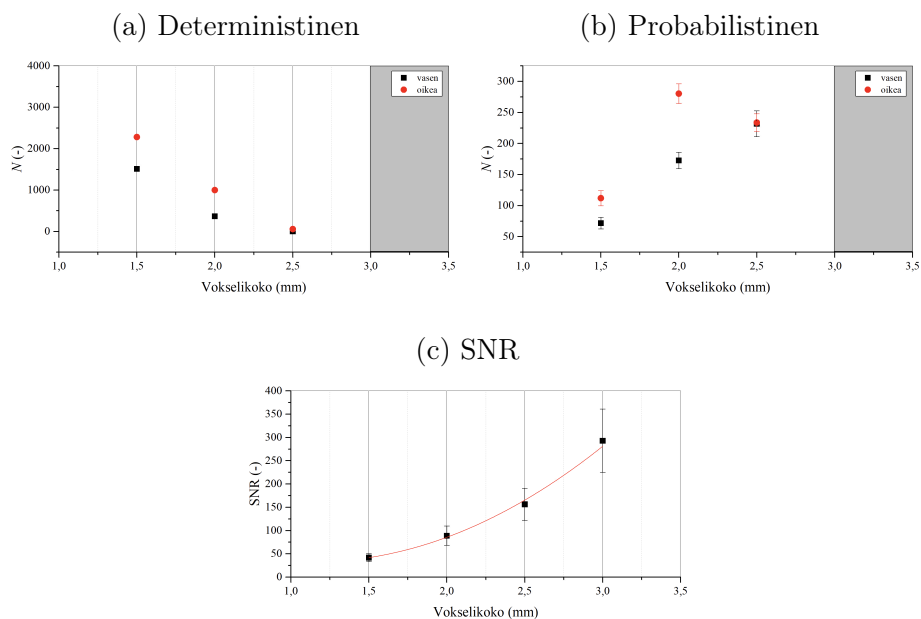 (a) Deterministinen
4000
3000
2000
1000
0
N (-)
1,0 1,5 2,0 2,5 3,0 3,5
Vokselikoko (mm)
vasen
oikea
(b) Probabilistinen
300
250
200
150
100
50
N (-)
1,0 1,5 2,0 2,5 3,0 3,5
Vokselikoko (mm)
vasen
oikea
(c) SNR
400
350
300
250
200
150
100
50
0
SNR (-)
1,0 1,5 2,0 2,5 3,0 3,5
Vokselikoko (mm)